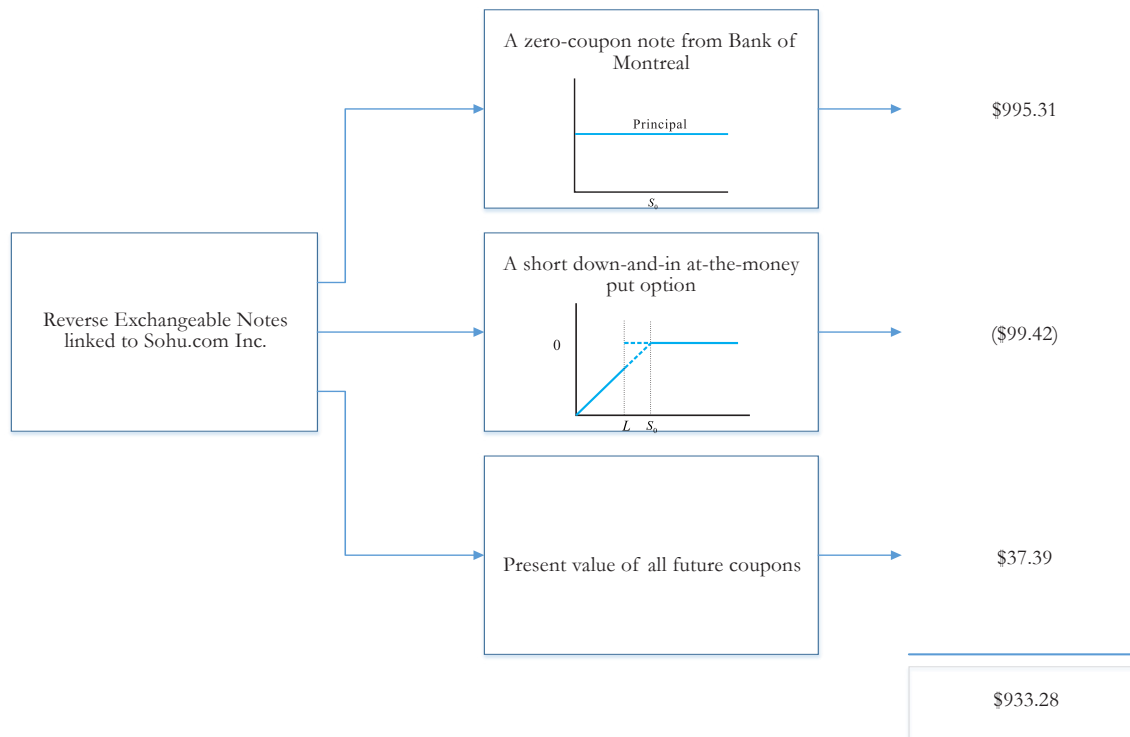 A zero-coupon note from Bank of
Montreal
Principal
S₀
$995.31
Reverse Exchangeable Notes
linked to Sohu.com Inc.
A short down-and-in at-the-money
put option
0
L S₀
($99.42)
Present value of all future coupons
$37.39
$933.28